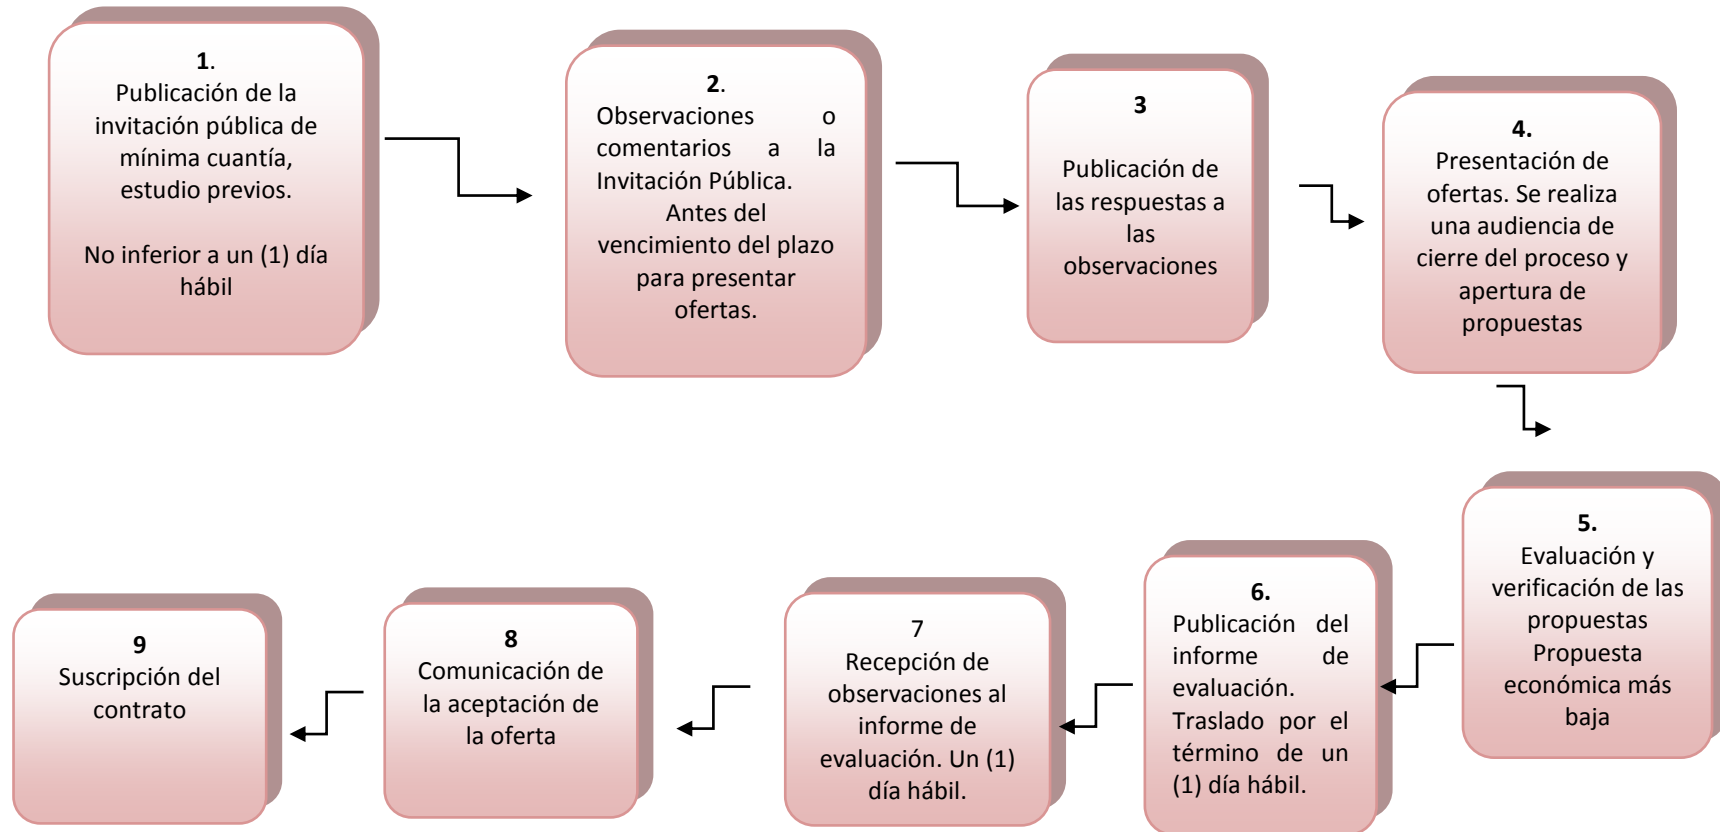 1.
Publicación de la
invitación pública de
mínima cuantía,
estudio previos.
No inferior a un (1) día
hábil
2.
Observaciones o
comentarios a la
Invitación Pública.
Antes del
vencimiento del plazo
para presentar
ofertas.
3
Publicación de
las respuestas a
las
observaciones
4.
Presentación de
ofertas. Se realiza
una audiencia de
cierre del proceso y
apertura de
propuestas
5.
Evaluación y
verificación de las
propuestas
Propuesta
económica más
baja
6.
Publicación del
informe de
evaluación.
Traslado por el
término de un
(1) día hábil.
7
Recepción de
observaciones al
informe de
evaluación. Un (1)
día hábil.
8
Comunicación de
la aceptación de
la oferta
9
Suscripción del
contrato